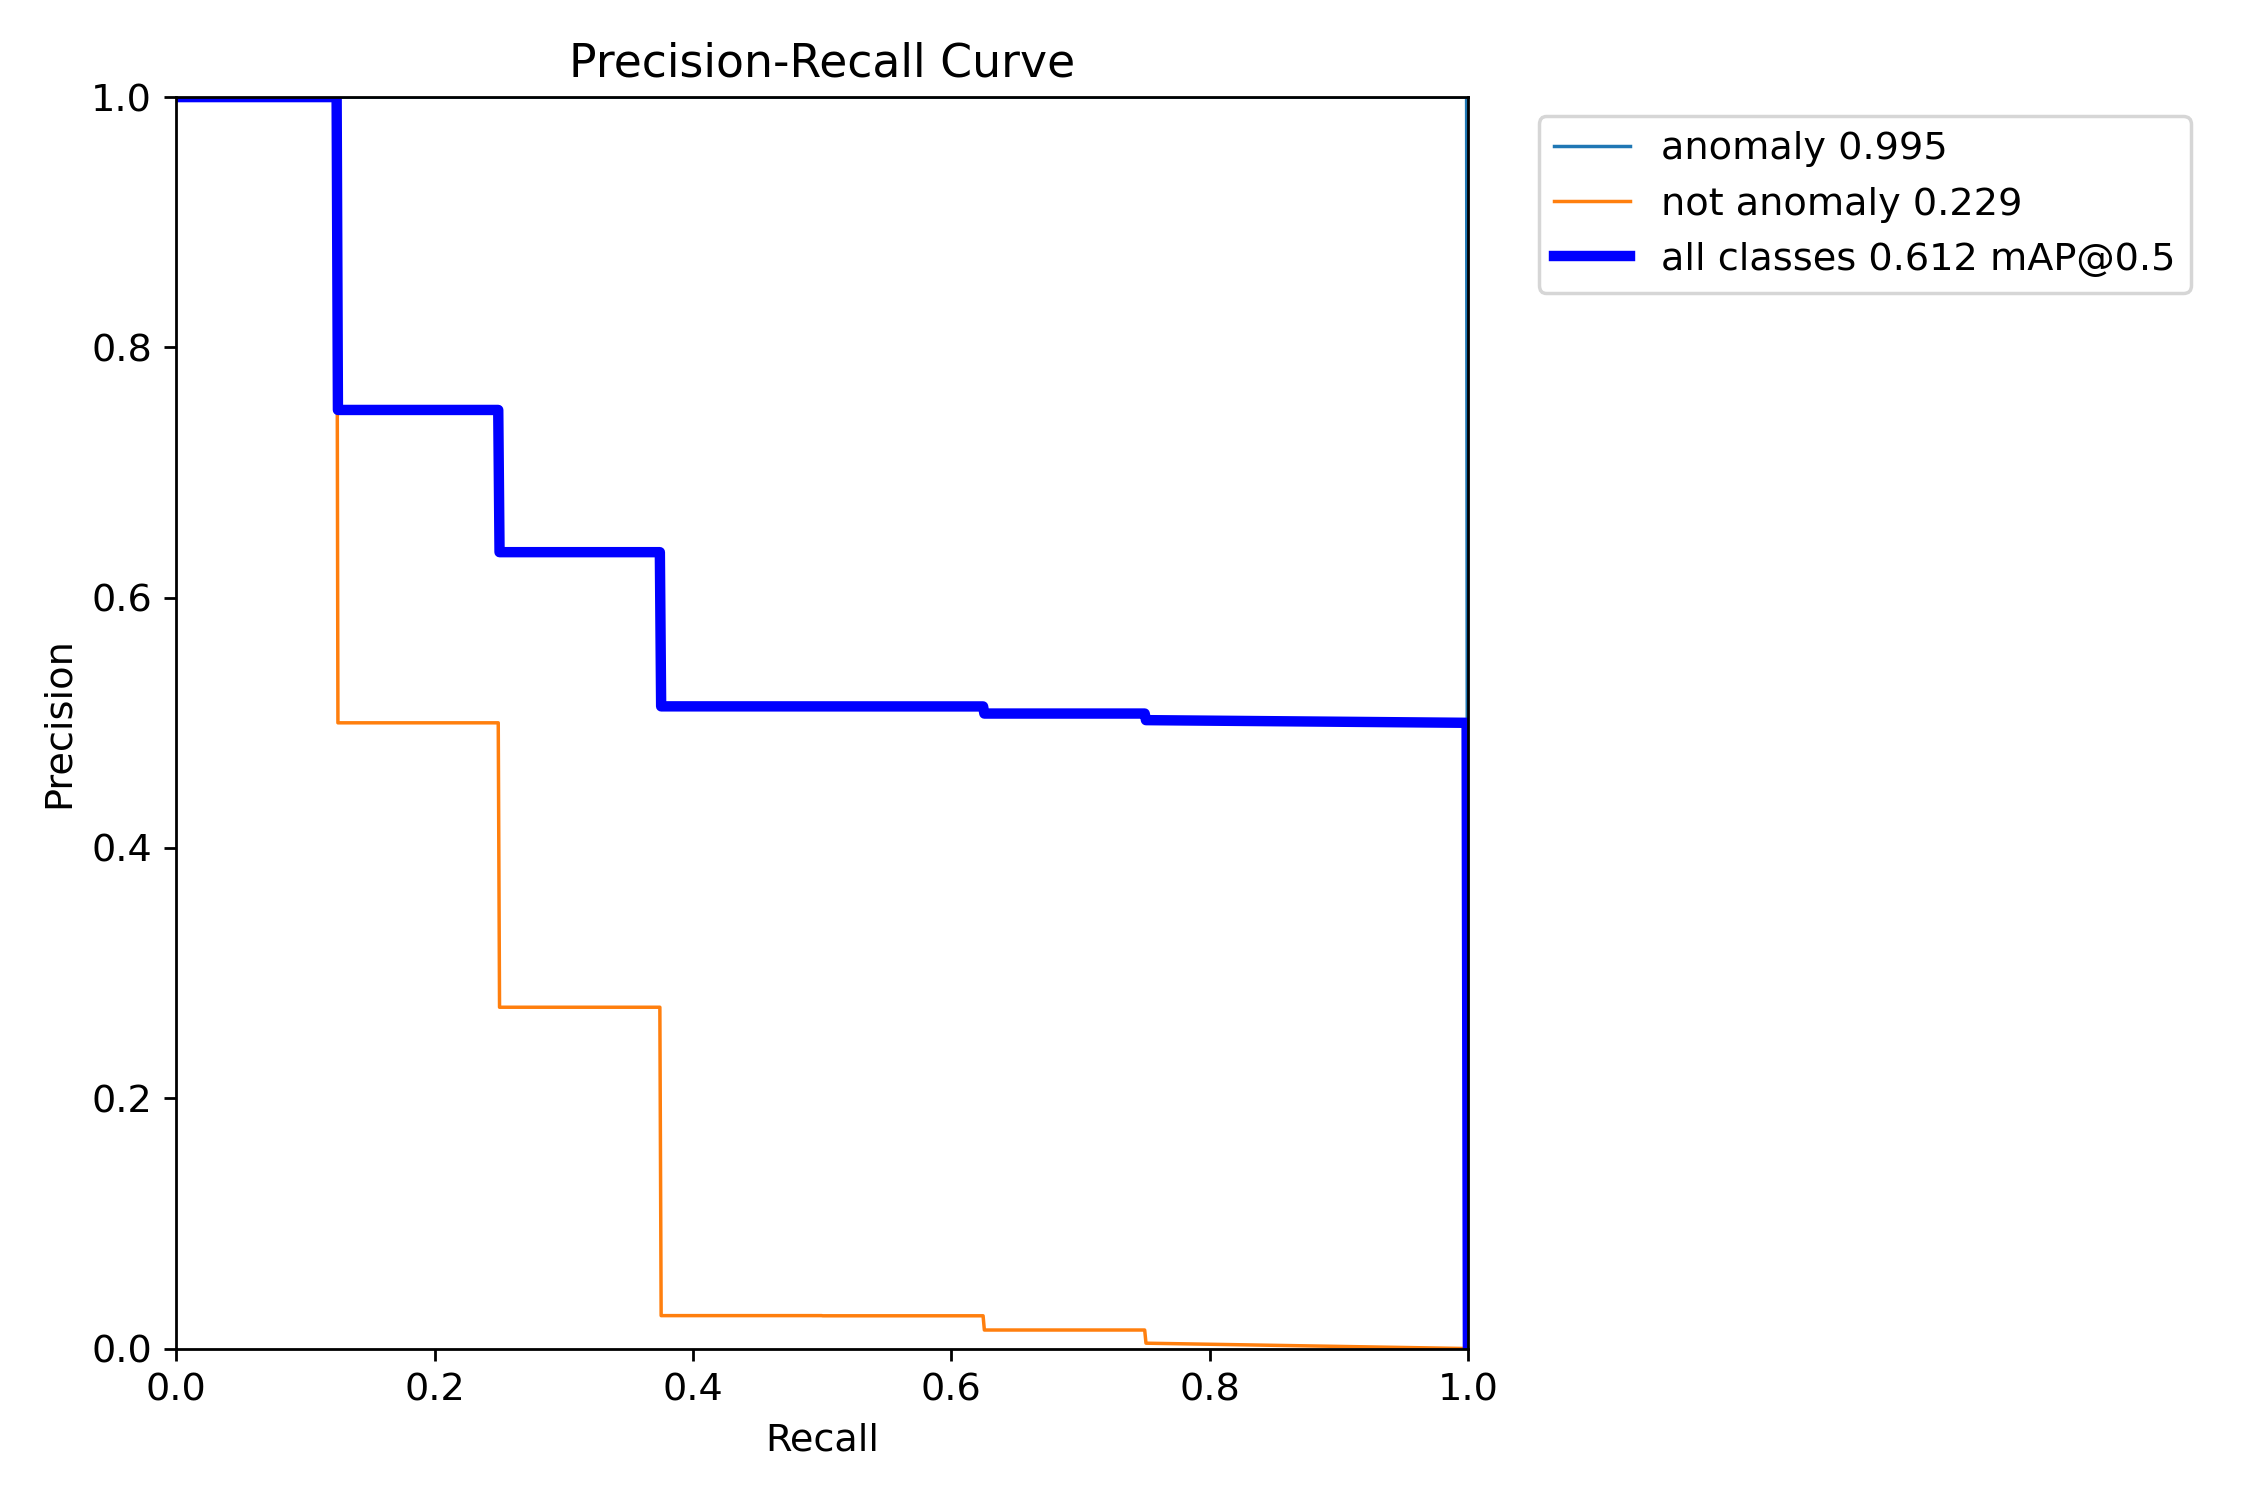 Precision-Recall Curve
anomaly 0.995
not anomaly 0.229
all classes 0.612 mAP@0.5
1.0
0.8
0.6
0.4
0.2
0.0
Precision
0.0 0.2 0.4 0.6 0.8 1.0
Recall